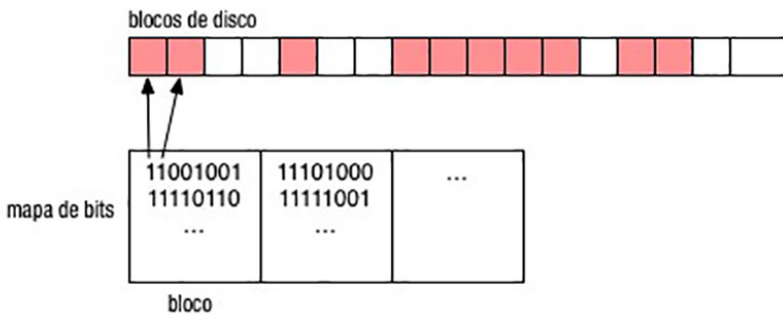 blocos de disco
11001001 11101000 ...
11110110 11111001
mapa de bits
... ...
bloco